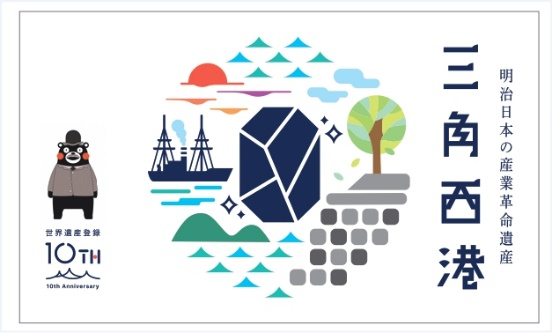 三角西港
明治日本の産業革命遺産
世界遺産登録
10TH
10th Anniversary